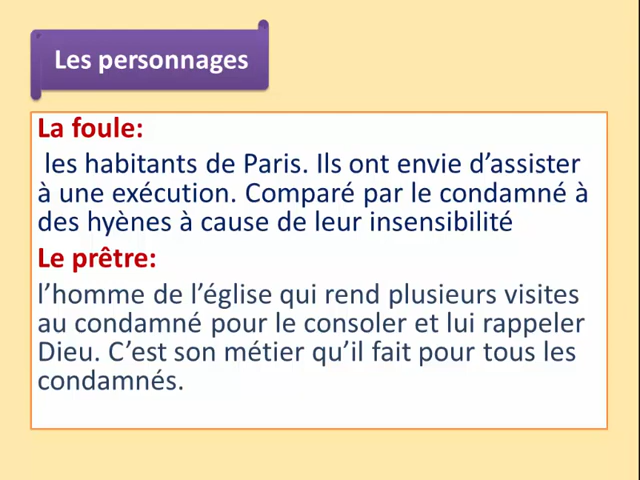 Les personnages
La foule:
les habitants de Paris. Ils ont envie d’assister
à une exécution. Comparé par le condamné à
des hyènes à cause de leur insensibilité
Le prêtre:
l’homme de l’église qui rend plusieurs visites
au condamné pour le consoler et lui rappeler
Dieu. C’est son métier qu’il fait pour tous les
condamnés.